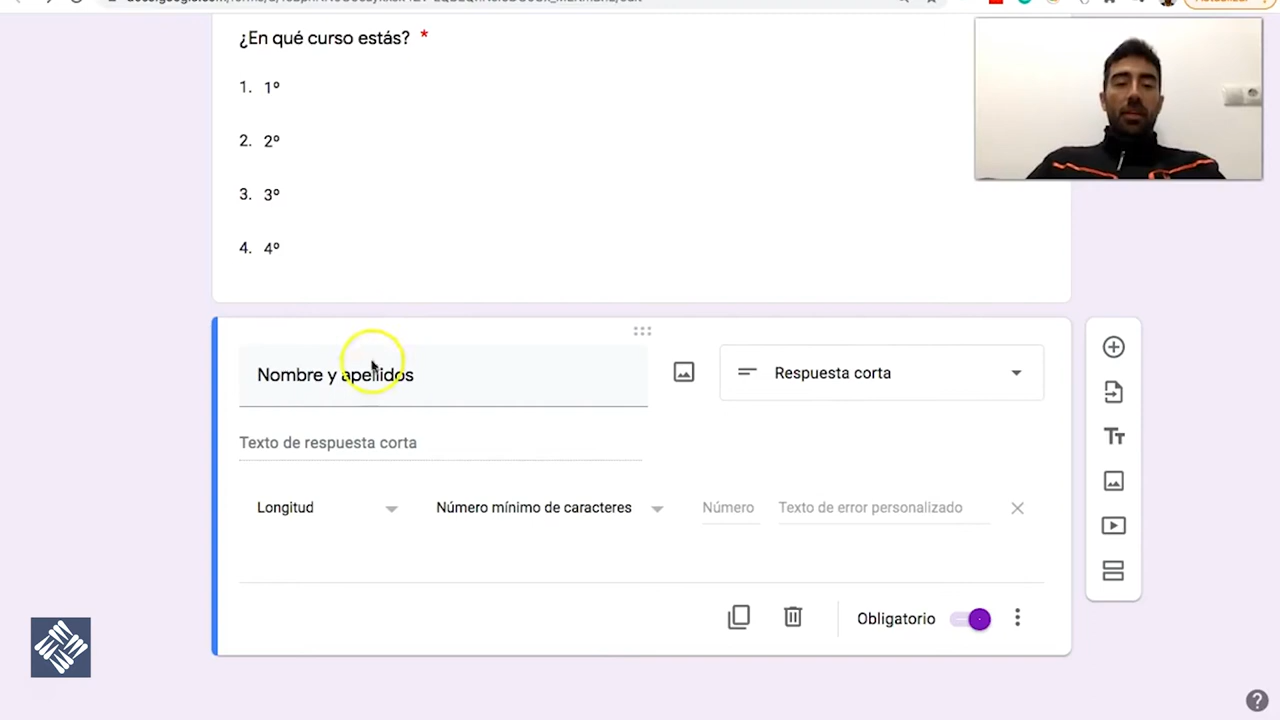 ¿En qué curso estás? *
1. 1º
2. 2º
3. 3º
4. 4º
Nombre y apellidos
Respuesta corta
Texto de respuesta corta
Longitud
Número mínimo de caracteres
Número
Texto de error personalizado
Obligatorio